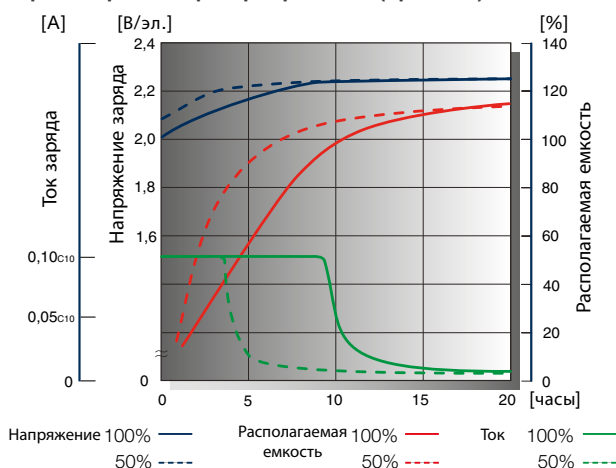 [A] [В/эл.] [%]
Ток заряда
Напряжение заряда
Располагаемая емкость
0,10C10
0,05C10
0
2,4
2,2
2,0
1,8
1,6
≈
0
140
120
100
80
60
40
20
0
0 5 10 15 20 [часы]
Напряжение 100% Располагаемая 100% Ток 100%
емкость
50% 50% 50%